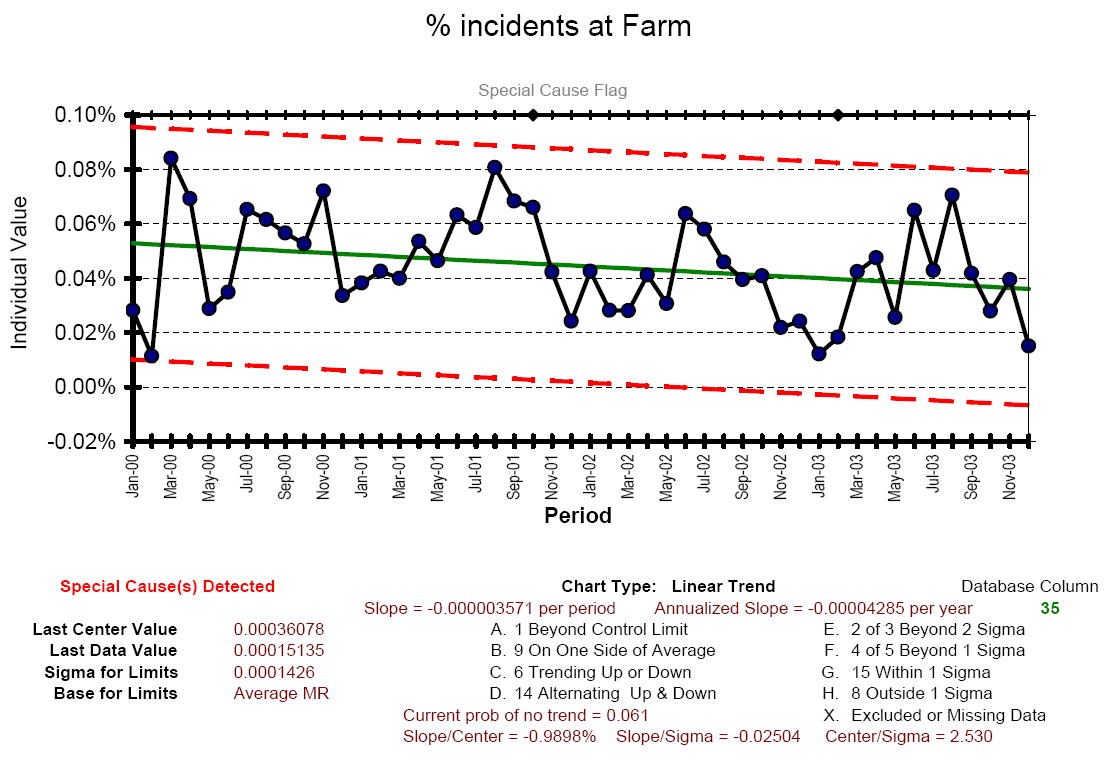 % incidents at Farm
Special Cause Flag
Individual Value
0.10%
0.08%
0.06%
0.04%
0.02%
0.00%
-0.02%
Jan-00 Mar-00 May-00 Jul-00 Sep-00 Nov-00 Jan-01 Mar-01 May-01 Jul-01 Sep-01 Nov-01 Jan-02 Mar-02 May-02 Jul-02 Sep-02 Nov-02 Jan-03 Mar-03 May-03 Jul-03 Sep-03 Nov-03
Period
Special Cause(s) Detected Chart Type: Linear Trend Database Column
Slope = -0.000003571 per period Annualized Slope = -0.00004285 per year 35
Last Center Value 0.00036078 A. 1 Beyond Control Limit E. 2 of 3 Beyond 2 Sigma
Last Data Value 0.00015135 B. 9 On One Side of Average F. 4 of 5 Beyond 1 Sigma
Sigma for Limits 0.0001426 C. 6 Trending Up or Down G. 15 Within 1 Sigma
Base for Limits Average MR D. 14 Alternating Up & Down H. 8 Outside 1 Sigma
Current prob of no trend = 0.061 X. Excluded or Missing Data
Slope/Center = -0.9898% Slope/Sigma = -0.02504 Center/Sigma = 2.530